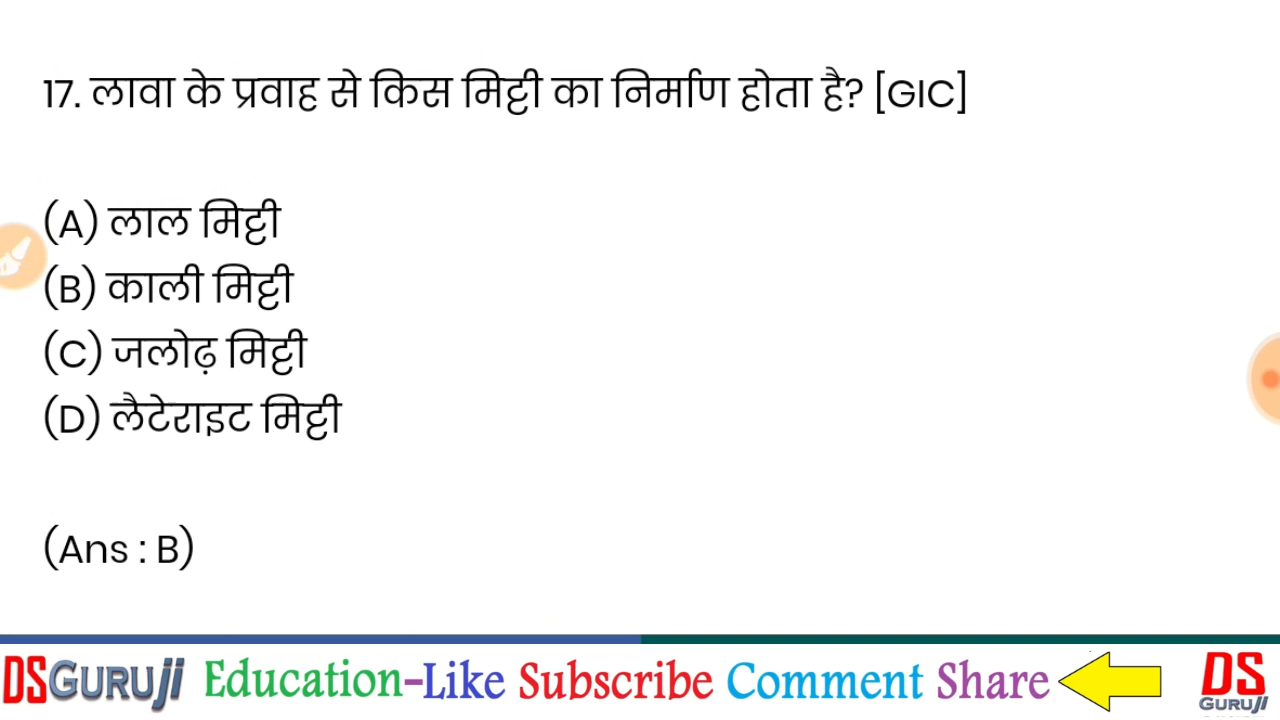 17. लावा के प्रवाह से किस मिट्टी का निर्माण होता है? [GIC]
(A) लाल मिट्टी
(B) काली मिट्टी
(C) जलोढ़ मिट्टी
(D) लैटेराइट मिट्टी
(Ans : B)
DSGURUJI Education-Like Subscribe Comment Share DS
GURUJI